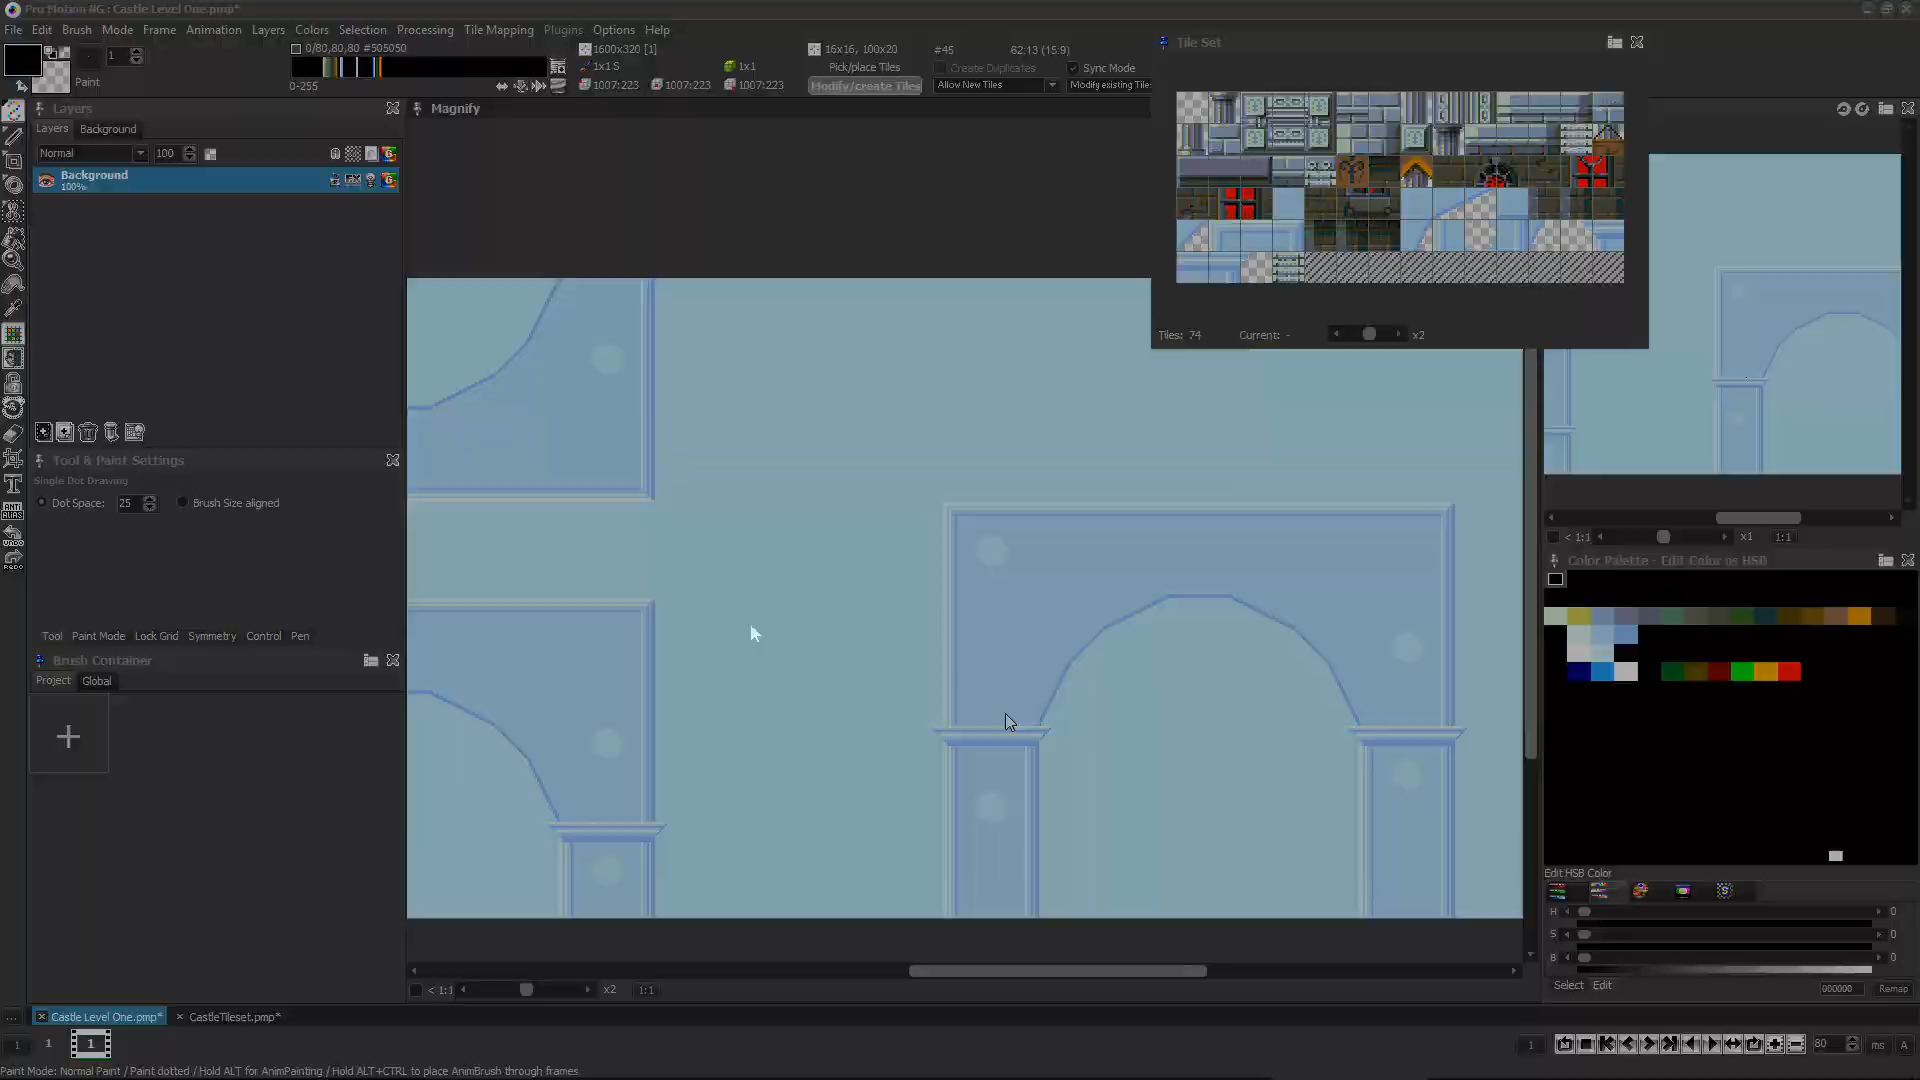 Pro Motion NG : Castle Level One.pmp*
File Edit Brush Mode Frame Animation Layers Colors Selection Processing Tile Mapping Plugins Options Help
1
Paint
0/80,80,80 #505050
0-255
1600x320 [1]
1x1 S
1x1
1007:223
1007:223
1007:223
16x16, 100x20
#45
62:13 (15:9)
Pick/place Tiles
Create Duplicates
Sync Mode
Modify/create Tiles
Allow New Tiles
Modify existing Tile:
Tile Set
Tiles: 74
Current: -
x2
Layers
Layers Background
Normal
100
Background
100%
Tool & Paint Settings
Single Dot Drawing
Dot Space: 25
Brush Size aligned
Tool Paint Mode Lock Grid Symmetry Control Pen
Brush Container
Project Global
ANTI ALIAS
UNDO
REDO
Magnify
< 1:1
x2
1:1
< 1:1
x1
1:1
Color Palette - Edit Color as HSB
Edit HSB Color
H 0
S 0
B 0
Select Edit
000000
Remap
... Castle Level One.pmp*
CastleTileset.pmp*
1 1 1
1
80 ms A
Paint Mode: Normal Paint / Paint dotted / Hold ALT for AnimPainting / Hold ALT+CTRL to place AnimBrush through frames